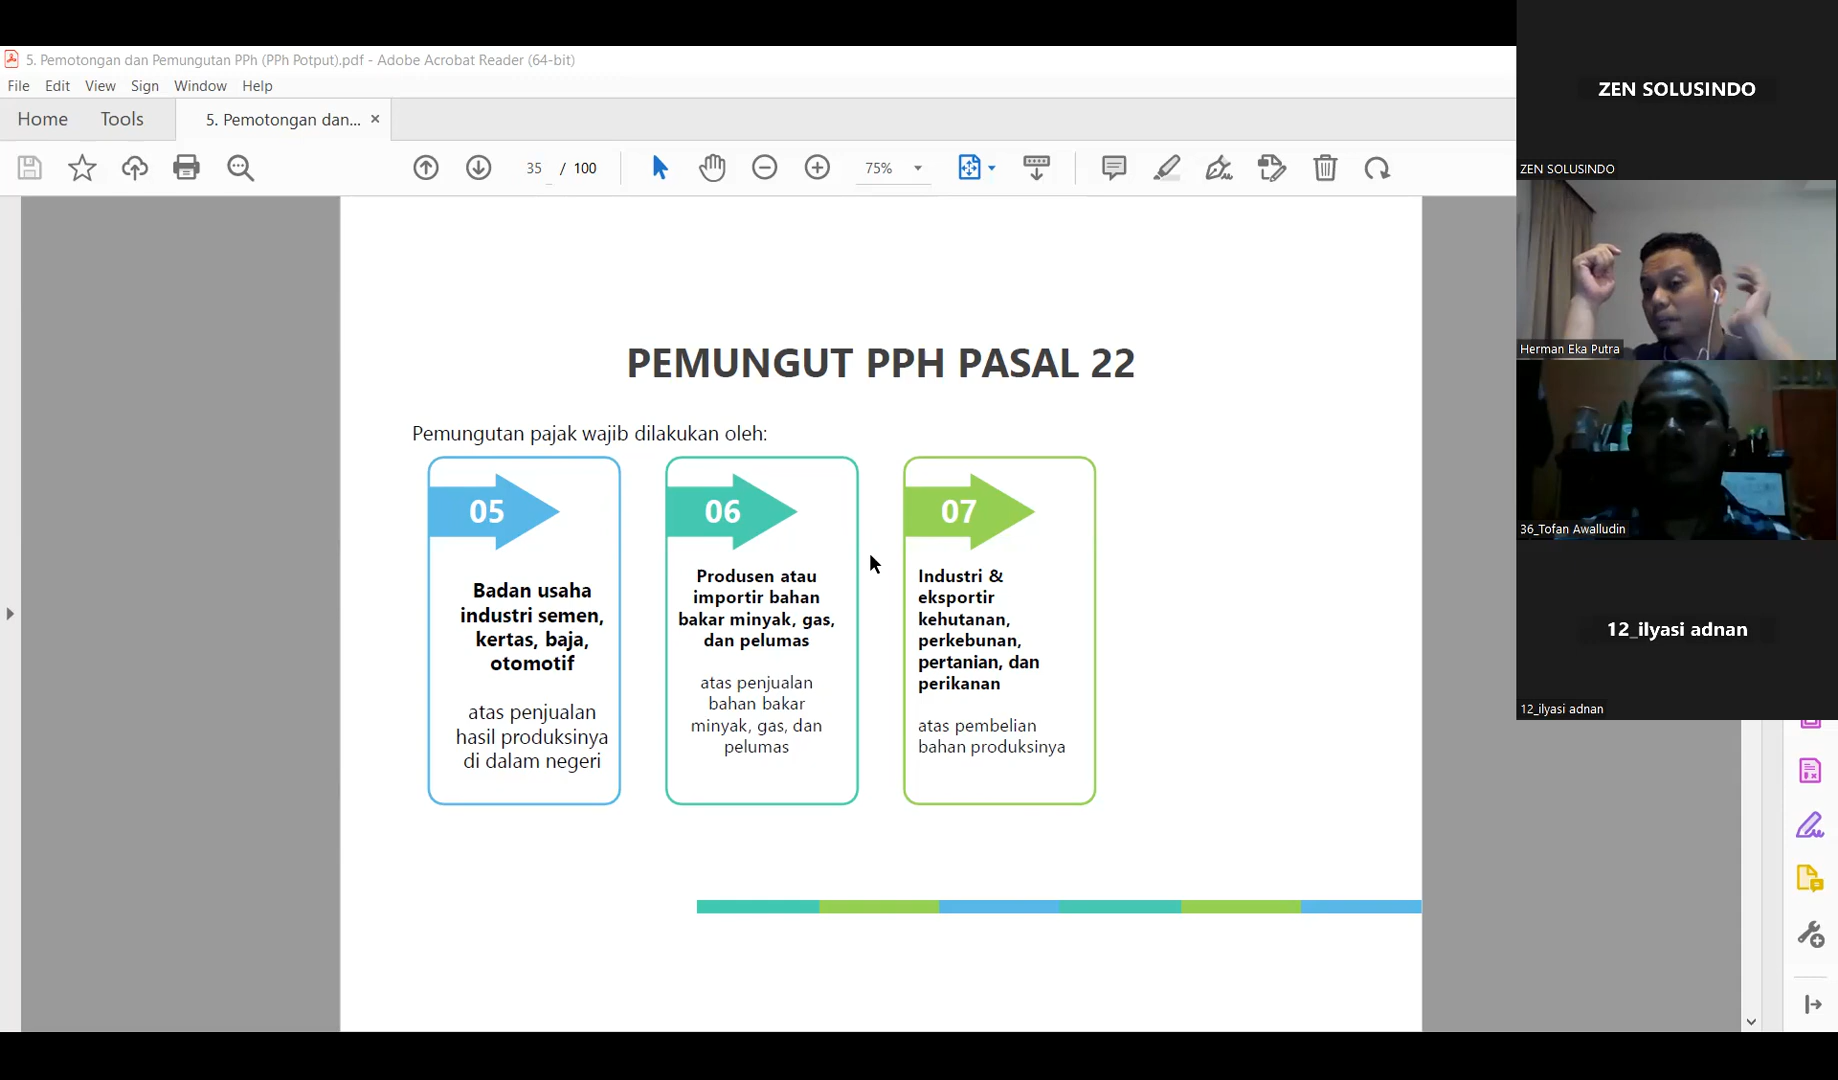 5. Pemotongan dan Pemungutan PPh (PPh Potput).pdf - Adobe Acrobat Reader (64-bit)
File Edit View Sign Window Help
Home Tools 5. Pemotongan dan... ×
35 / 100 75%
PEMUNGUT PPH PASAL 22
Pemungutan pajak wajib dilakukan oleh:
05
Badan usaha
industri semen,
kertas, baja,
otomotif
atas penjualan
hasil produksinya
di dalam negeri
06
Produsen atau
importir bahan
bakar minyak, gas,
dan pelumas
atas penjualan
bahan bakar
minyak, gas, dan
pelumas
07
Industri &
eksportir
kehutanan,
perkebunan,
pertanian, dan
perikanan
atas pembelian
bahan produksinya
ZEN SOLUSINDO
ZEN SOLUSINDO
Herman Eka Putra
36_Tofan Awalludin
12_ilyasi adnan
12_ilyasi adnan